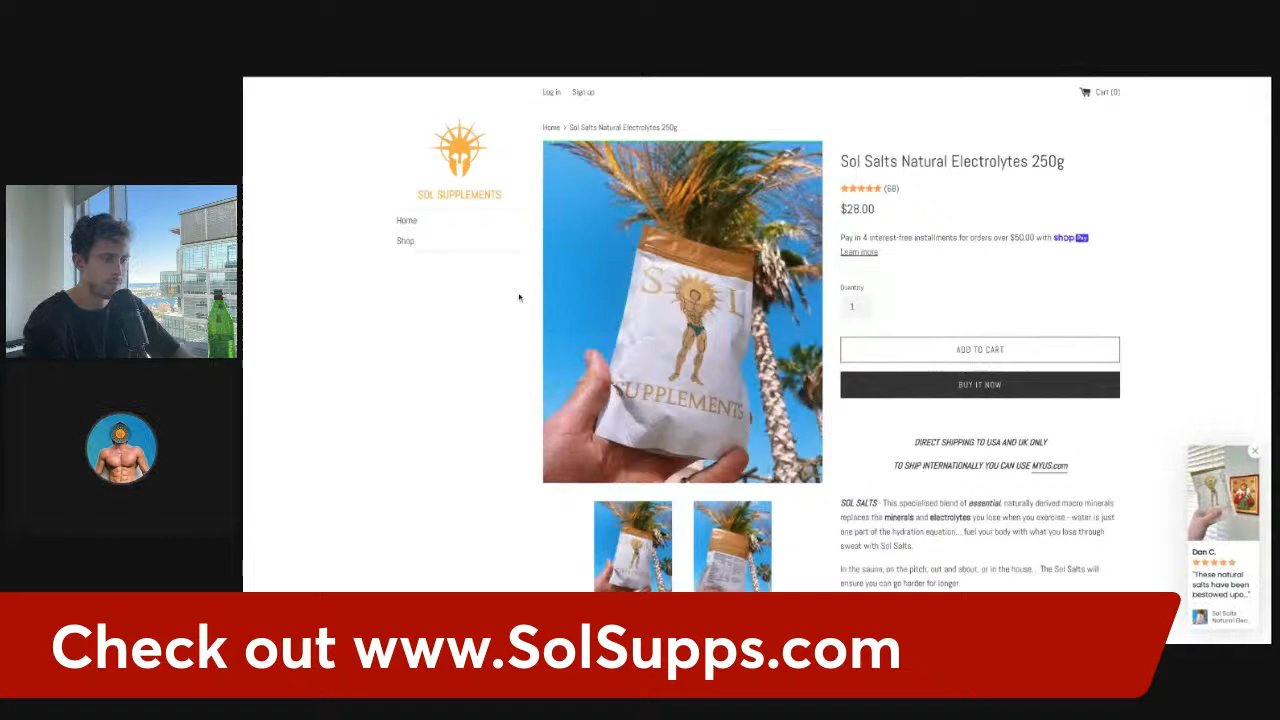 Log in Sign up
Cart (0)
SOL SUPPLEMENTS
Home
Shop
Home > Sol Salts Natural Electrolytes 250g
SOL
SUPPLEMENTS
Sol Salts Natural Electrolytes 250g
(68)
$28.00
Pay in 4 interest-free installments for orders over $50.00 with shop Pay
Learn more
Quantity
1
ADD TO CART
BUY IT NOW
DIRECT SHIPPING TO USA AND UK ONLY
TO SHIP INTERNATIONALLY YOU CAN USE MYUS.com
SOL SALTS - This specialised blend of essential, naturally derived macro minerals
replaces the minerals and electrolytes you lose when you exercise - water is just
one part of the hydration equation,.. fuel your body with what you lose through
sweat with Sol Salts.
In the sauna, on the pitch, out and about, or in the house... The Sol Salts will
ensure you can go harder for longer.
Dan C.
"These natural
salts have been
bestowed upo..."
Sol Salts
Natural Elec...
Check out www.SolSupps.com